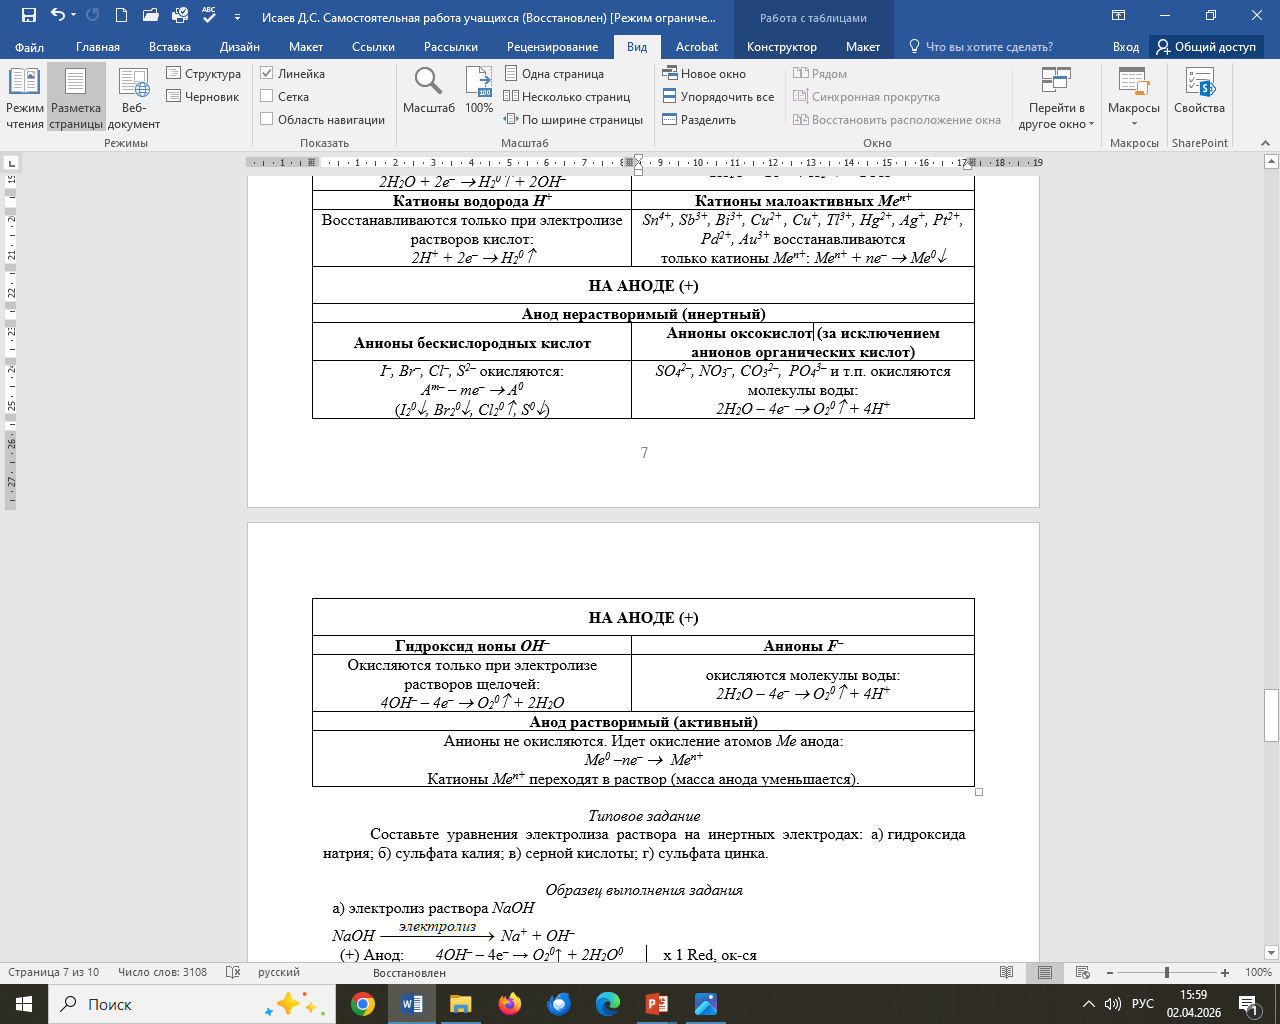 Исаев Д.С. Самостоятельная работа учащихся (Восстановлен) [Режим ограниче...
Работа с таблицами
Файл Главная Вставка Дизайн Макет Ссылки Рассылки Рецензирование Вид Acrobat Конструктор Макет Что вы хотите сделать? Вход Общий доступ
Режим чтения
Разметка страницы
Веб-документ
Структура
Черновик
Режимы
Линейка
Сетка
Область навигации
Показать
Масштаб
100%
Одна страница
Несколько страниц
По ширине страницы
Масштаб
Новое окно
Упорядочить все
Разделить
Рядом
Синхронная прокрутка
Восстановить расположение окна
Перейти в другое окно
Окно
Макросы
Макросы
Свойства
SharePoint
2H₂O + 2e⁻ → H₂⁰↑ + 2OH⁻
Катионы водорода H⁺
Катионы малоактивных Meⁿ⁺
Восстанавливаются только при электролизе
растворов кислот:
2H⁺ + 2e⁻ → H₂⁰↑
Sn⁴⁺, Sb³⁺, Bi³⁺, Cu²⁺, Cu⁺, Tl³⁺, Hg²⁺, Ag⁺, Pt²⁺,
Pd²⁺, Au³⁺ восстанавливаются
только катионы Meⁿ⁺: Meⁿ⁺ + ne⁻ → Me⁰↓
НА АНОДЕ (+)
Анод нерастворимый (инертный)
Анионы бескислородных кислот
Анионы оксокислот (за исключением
анионов органических кислот)
I⁻, Br⁻, Cl⁻, S²⁻ окисляются:
Aᵐ⁻ – me⁻ → A⁰
(I₂⁰↓, Br₂⁰↓, Cl₂⁰↑, S⁰↓)
SO₄²⁻, NO₃⁻, CO₃²⁻, PO₄³⁻ и т.п. окисляются
молекулы воды:
2H₂O – 4e⁻ → O₂⁰↑ + 4H⁺
7
НА АНОДЕ (+)
Гидроксид ионы OH⁻
Анионы F⁻
Окисляются только при электролизе
растворов щелочей:
4OH⁻ – 4e⁻ → O₂⁰↑ + 2H₂O
окисляются молекулы воды:
2H₂O – 4e⁻ → O₂⁰↑ + 4H⁺
Анод растворимый (активный)
Анионы не окисляются. Идет окисление атомов Me анода:
Me⁰ –ne⁻ → Meⁿ⁺
Катионы Meⁿ⁺ переходят в раствор (масса анода уменьшается).
Типовое задание
Составьте уравнения электролиза раствора на инертных электродах: а) гидроксида
натрия; б) сульфата калия; в) серной кислоты; г) сульфата цинка.
Образец выполнения задания
а) электролиз раствора NaOH
электролиз
NaOH → Na⁺ + OH⁻
(+) Анод: 4OH⁻ – 4e⁻ → O₂⁰↑ + 2H₂O⁰ | x 1 Red, ок-ся
Страница 7 из 10 Число слов: 3108 русский Восстановлен 100%
Поиск
РУС
15:59
02.04.2026
1